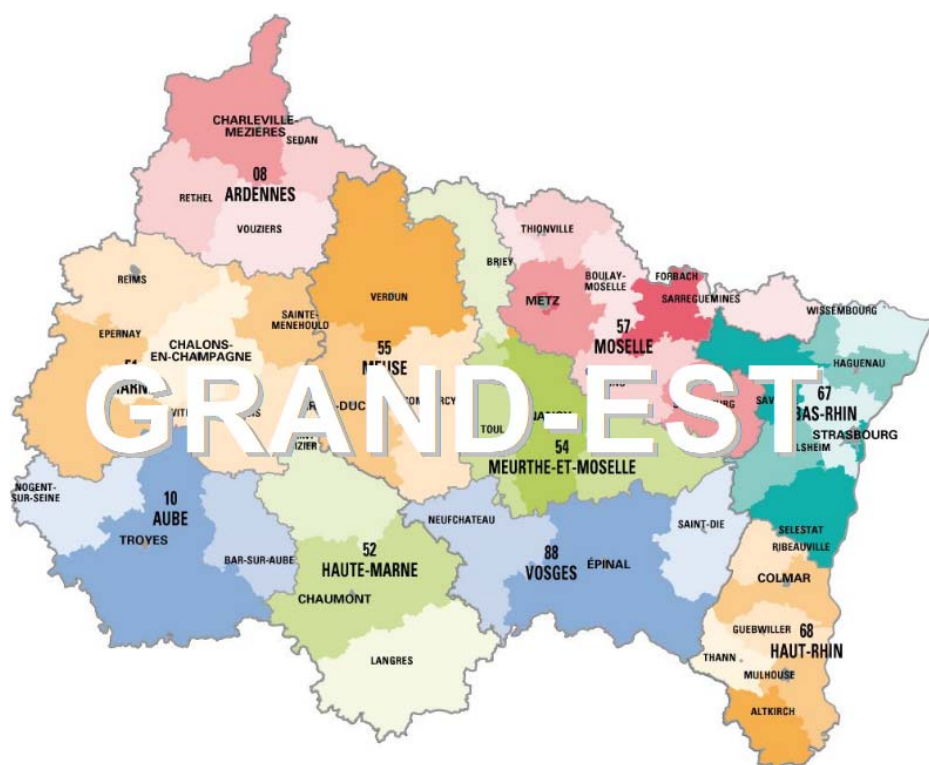 CHARLEVILLE-
MEZIÈRES
SEDAN
08
ARDENNES
RETHEL
VOUZIERS
THIONVILLE
BRIEY
BOULAY-
MOSELLE
FORBACH
SARREGUEMINES
METZ
57
MOSELLE
WISSEMBOURG
HAGUENAU
REIMS
EPERNAY
SAINTE-
MENEHOULD
CHALONS-
EN-CHAMPAGNE
VERDUN
55
MEUSE
GRAND-EST
TOUL
54
MEURTHE-ET-MOSELLE
67
BAS-RHIN
STRASBOURG
NOGENT-
SUR-SEINE
10
AUBE
TROYES
BAR-SUR-AUBE
52
HAUTE-MARNE
CHAUMONT
LANGRES
NEUFCHATEAU
88
VOSGES
ÉPINAL
SAINT-DIE
SELESTAT
RIBEAUVILLE
COLMAR
GUEBWILLER
68
HAUT-RHIN
THANN
MULHOUSE
ALTKIRCH